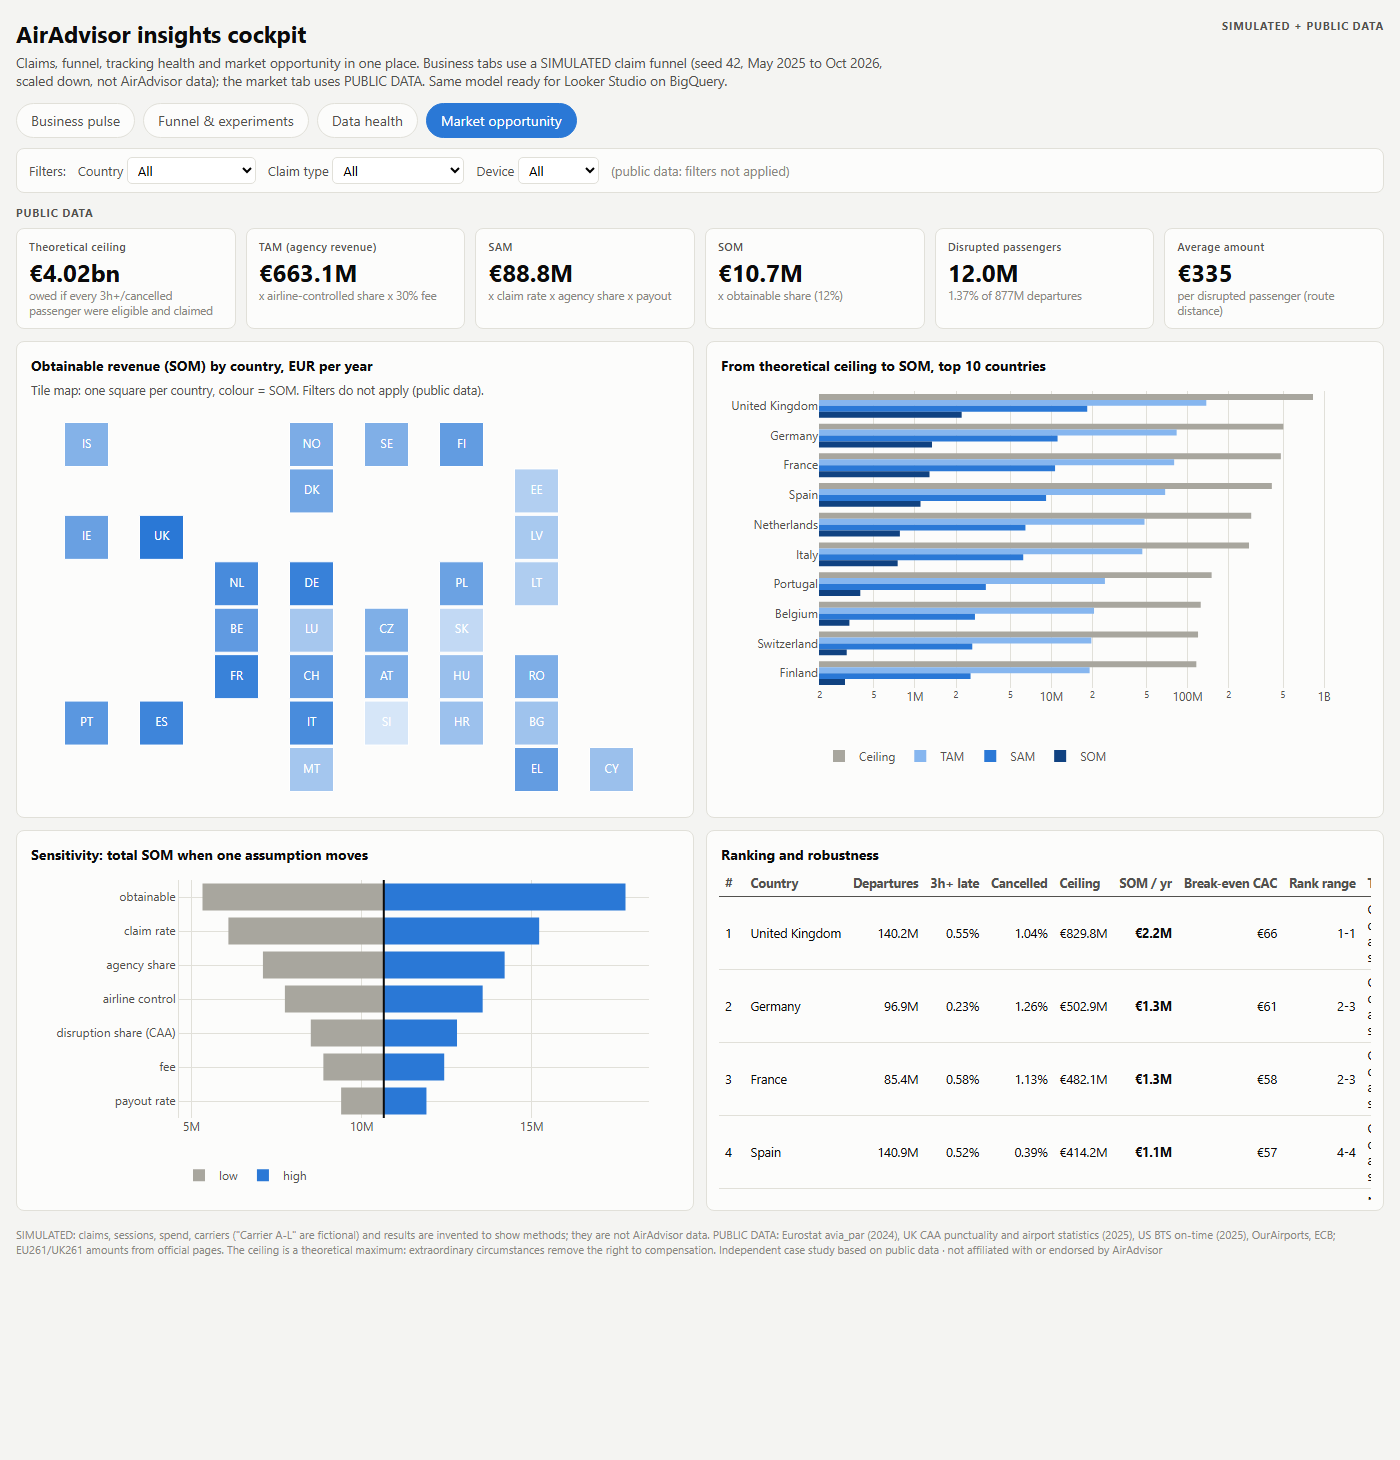 AirAdvisor insights cockpit
SIMULATED + PUBLIC DATA
Claims, funnel, tracking health and market opportunity in one place. Business tabs use a SIMULATED claim funnel (seed 42, May 2025 to Oct 2026,
scaled down, not AirAdvisor data); the market tab uses PUBLIC DATA. Same model ready for Looker Studio on BigQuery.
Business pulse
Funnel & experiments
Data health
Market opportunity
Filters: Country All Claim type All Device All (public data: filters not applied)
PUBLIC DATA
Theoretical ceiling
€4.02bn
owed if every 3h+/cancelled
passenger were eligible and claimed
TAM (agency revenue)
€663.1M
x airline-controlled share x 30% fee
SAM
€88.8M
x claim rate x agency share x payout
SOM
€10.7M
x obtainable share (12%)
Disrupted passengers
12.0M
1.37% of 877M departures
Average amount
€335
per disrupted passenger (route
distance)
Obtainable revenue (SOM) by country, EUR per year
Tile map: one square per country, colour = SOM. Filters do not apply (public data).
IS NO SE FI
DK EE
IE UK LV
NL DE PL LT
BE LU CZ SK
FR CH AT HU RO
PT ES IT SI HR BG
MT EL CY
From theoretical ceiling to SOM, top 10 countries
United Kingdom
Germany
France
Spain
Netherlands
Italy
Portugal
Belgium
Switzerland
Finland
2 5 1M 2 5 10M 2 5 100M 2 5 1B
Ceiling TAM SAM SOM
Sensitivity: total SOM when one assumption moves
obtainable
claim rate
agency share
airline control
disruption share (CAA)
fee
payout rate
5M 10M 15M
low high
Ranking and robustness
# Country Departures 3h+ late Cancelled Ceiling SOM / yr Break-even CAC Rank range
1 United Kingdom 140.2M 0.55% 1.04% €829.8M €2.2M €66 1-1
2 Germany 96.9M 0.23% 1.26% €502.9M €1.3M €61 2-3
3 France 85.4M 0.58% 1.13% €482.1M €1.3M €58 2-3
4 Spain 140.9M 0.52% 0.39% €414.2M €1.1M €57 4-4
SIMULATED: claims, sessions, spend, carriers ("Carrier A-L" are fictional) and results are invented to show methods; they are not AirAdvisor data. PUBLIC DATA: Eurostat avia_par (2024), UK CAA punctuality and airport statistics (2025), US BTS on-time (2025), OurAirports, ECB;
EU261/UK261 amounts from official pages. The ceiling is a theoretical maximum: extraordinary circumstances remove the right to compensation. Independent case study based on public data · not affiliated with or endorsed by AirAdvisor